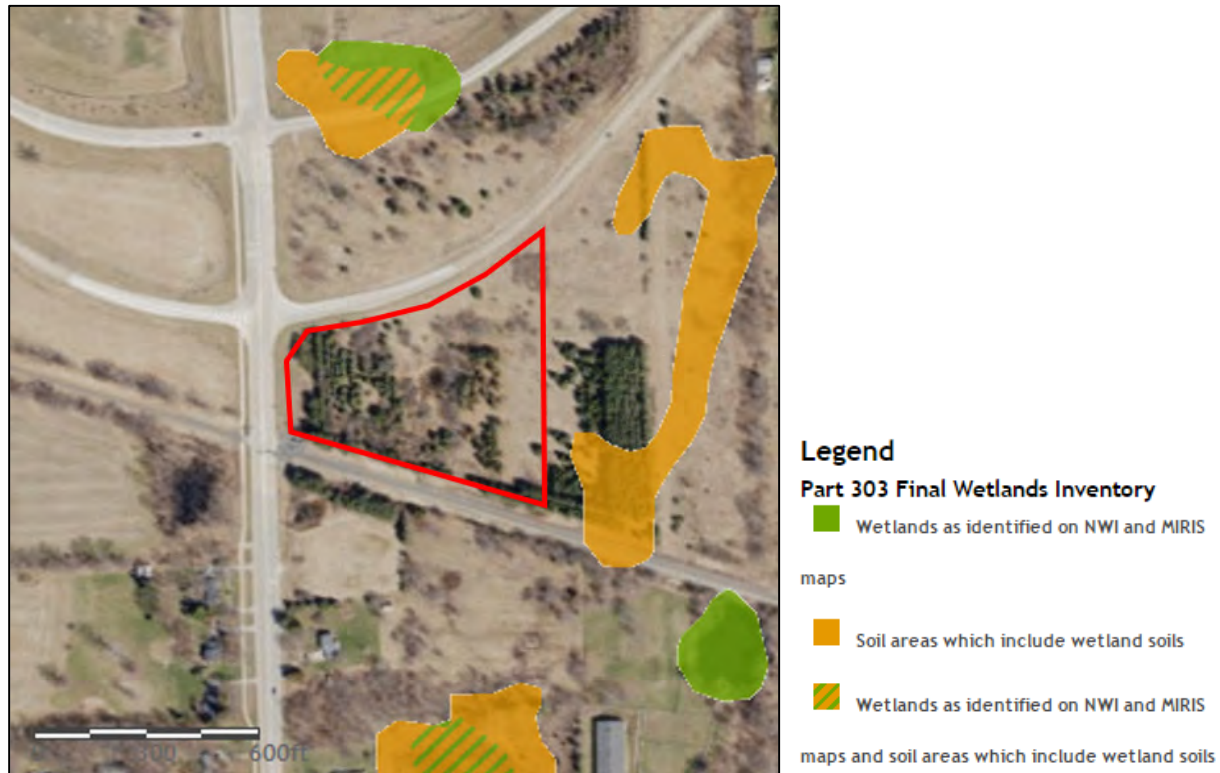 Legend
Part 303 Final Wetlands Inventory
Wetlands as identified on NWI and MIRIS
maps
Soil areas which include wetland soils
Wetlands as identified on NWI and MIRIS
maps and soil areas which include wetland soils
300
600ft